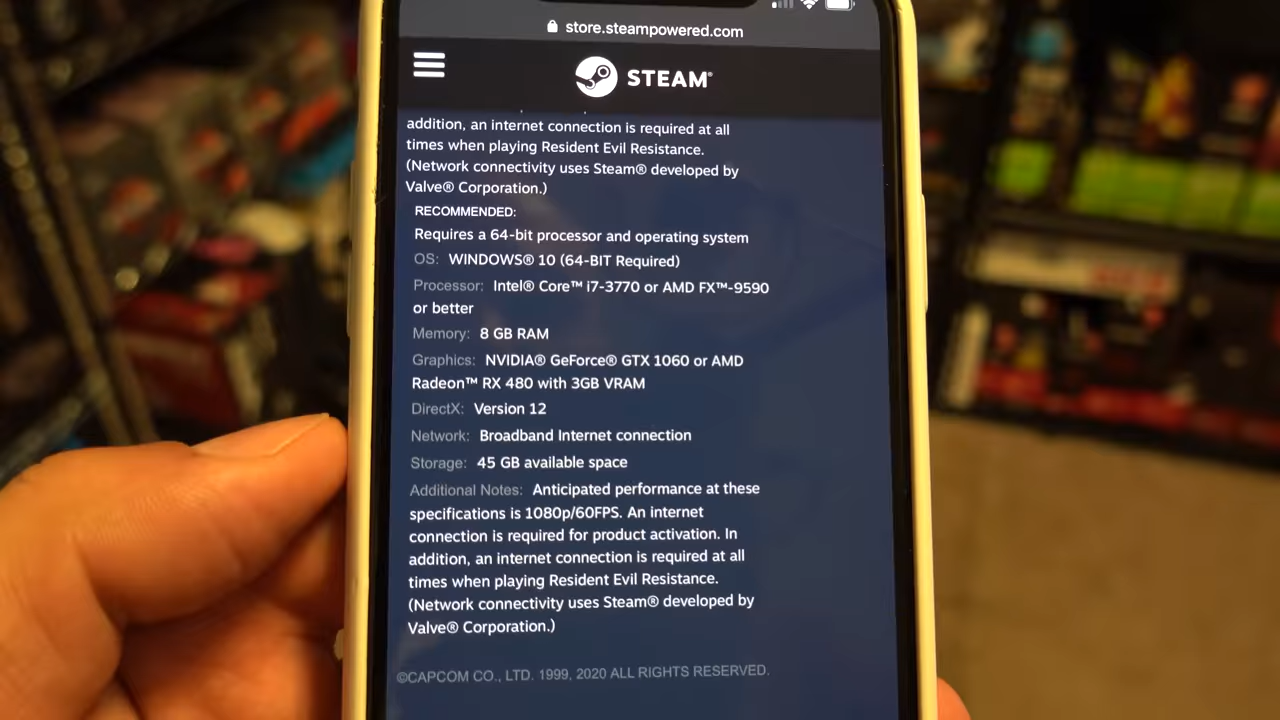 store.steampowered.com
STEAM®
addition, an internet connection is required at all
times when playing Resident Evil Resistance.
(Network connectivity uses Steam® developed by
Valve® Corporation.)
RECOMMENDED:
Requires a 64-bit processor and operating system
OS: WINDOWS® 10 (64-BIT Required)
Processor: Intel® Core™ i7-3770 or AMD FX™-9590
or better
Memory: 8 GB RAM
Graphics: NVIDIA® GeForce® GTX 1060 or AMD
Radeon™ RX 480 with 3GB VRAM
DirectX: Version 12
Network: Broadband Internet connection
Storage: 45 GB available space
Additional Notes: Anticipated performance at these
specifications is 1080p/60FPS. An internet
connection is required for product activation. In
addition, an internet connection is required at all
times when playing Resident Evil Resistance.
(Network connectivity uses Steam® developed by
Valve® Corporation.)
©CAPCOM CO., LTD. 1999, 2020 ALL RIGHTS RESERVED.